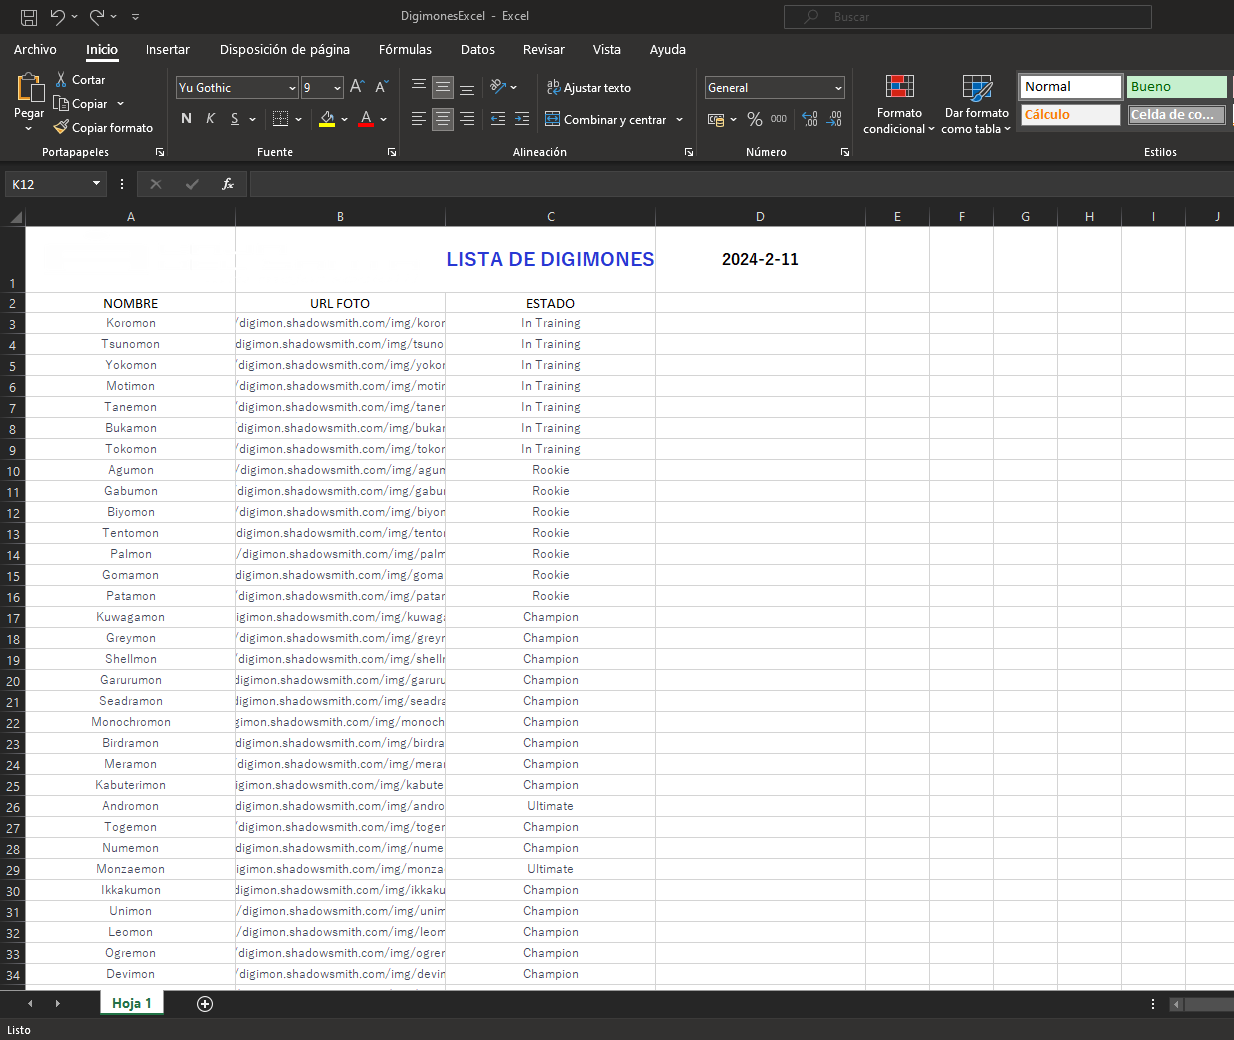 DigimonesExcel - Excel
Buscar
Archivo Inicio Insertar Disposición de página Fórmulas Datos Revisar Vista Ayuda
Pegar
Cortar
Copiar
Copiar formato
Portapapeles
Yu Gothic 9 A A
N K S A
Fuente
ab Ajustar texto
Combinar y centrar
Alineación
General
% 000
Número
Formato condicional
Dar formato como tabla
Normal Bueno
Cálculo Celda de co...
Estilos
K12
fx
A B C D E F G H I J
1 LISTA DE DIGIMONES 2024-2-11
2 NOMBRE URL FOTO ESTADO
3 Koromon /digimon.shadowsmith.com/img/koror In Training
4 Tsunomon digimon.shadowsmith.com/img/tsuno In Training
5 Yokomon /digimon.shadowsmith.com/img/yokor In Training
6 Motimon /digimon.shadowsmith.com/img/motir In Training
7 Tanemon /digimon.shadowsmith.com/img/taner In Training
8 Bukamon digimon.shadowsmith.com/img/bukar In Training
9 Tokomon /digimon.shadowsmith.com/img/tokor In Training
10 Agumon /digimon.shadowsmith.com/img/agun Rookie
11 Gabumon /digimon.shadowsmith.com/img/gabu Rookie
12 Biyomon /digimon.shadowsmith.com/img/biyon Rookie
13 Tentomon digimon.shadowsmith.com/img/tento Rookie
14 Palmon /digimon.shadowsmith.com/img/palm Rookie
15 Gomamon digimon.shadowsmith.com/img/goma Rookie
16 Patamon /digimon.shadowsmith.com/img/patar Rookie
17 Kuwagamon igimon.shadowsmith.com/img/kuwaga Champion
18 Greymon /digimon.shadowsmith.com/img/greyr Champion
19 Shellmon /digimon.shadowsmith.com/img/shell Champion
20 Garurumon digimon.shadowsmith.com/img/garuru Champion
21 Seadramon digimon.shadowsmith.com/img/seadra Champion
22 Monochromon gimon.shadowsmith.com/img/monoch Champion
23 Birdramon digimon.shadowsmith.com/img/birdra Champion
24 Meramon digimon.shadowsmith.com/img/merar Champion
25 Kabuterimon igimon.shadowsmith.com/img/kabute Champion
26 Andromon digimon.shadowsmith.com/img/andro Ultimate
27 Togemon /digimon.shadowsmith.com/img/toger Champion
28 Numemon digimon.shadowsmith.com/img/nume Champion
29 Monzaemon igimon.shadowsmith.com/img/monza Ultimate
30 Ikkakumon digimon.shadowsmith.com/img/ikkaku Champion
31 Unimon /digimon.shadowsmith.com/img/unim Champion
32 Leomon /digimon.shadowsmith.com/img/leom Champion
33 Ogremon /digimon.shadowsmith.com/img/ogrer Champion
34 Devimon /digimon.shadowsmith.com/img/devin Champion
Hoja 1
Listo